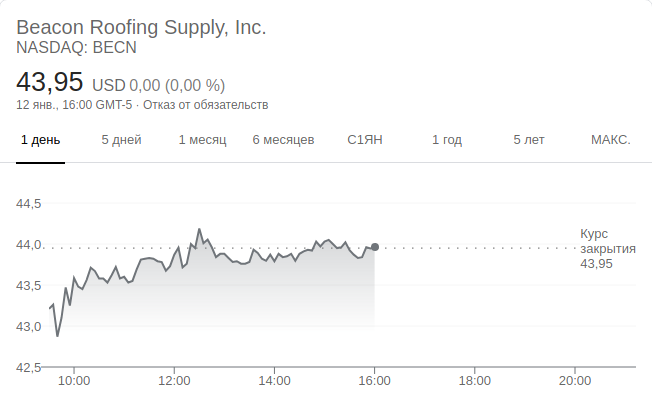 Beacon Roofing Supply, Inc.
NASDAQ: BECN
43,95 USD 0,00 (0,00 %)
12 янв., 16:00 GMT-5 · Отказ от обязательств
1 день 5 дней 1 месяц 6 месяцев С1ЯН 1 год 5 лет МАКС.
44,5
44,0
43,5
43,0
42,5
Курс
закрытия
43,95
10:00 12:00 14:00 16:00 18:00 20:00